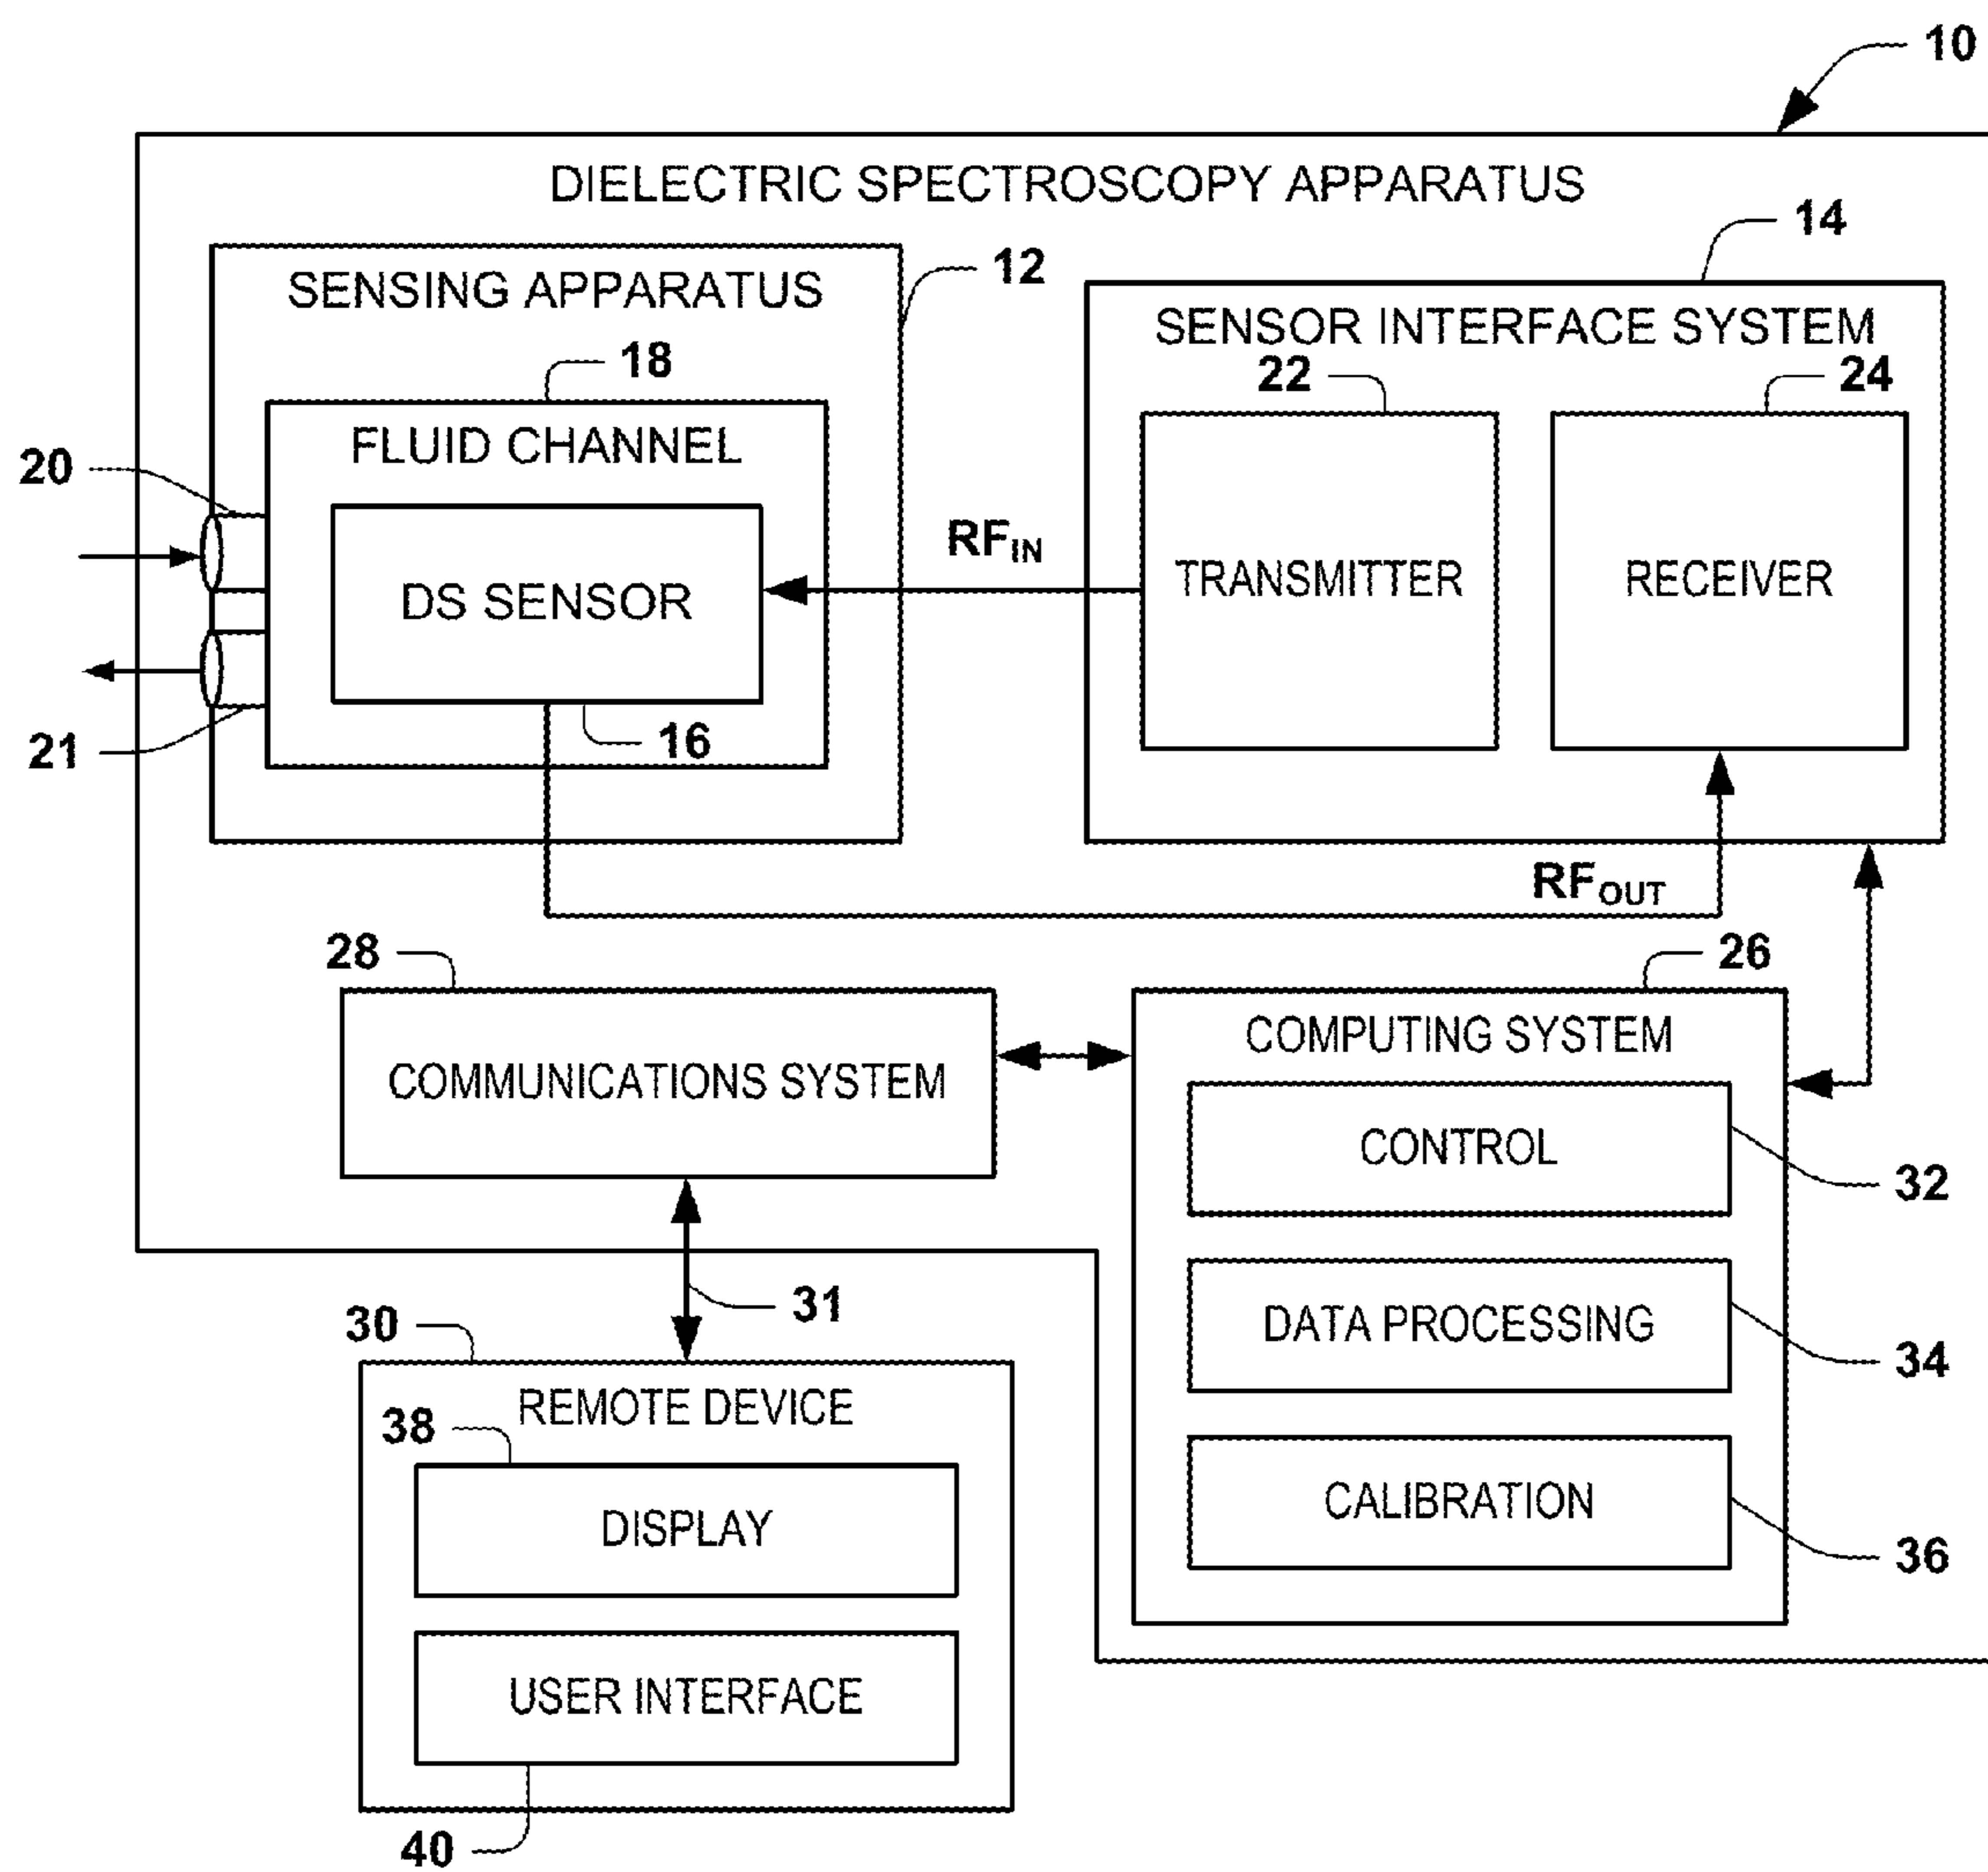 10
DIELECTRIC SPECTROSCOPY APPARATUS
14
12
SENSING APPARATUS
SENSOR INTERFACE SYSTEM
18
22
24
FLUID CHANNEL
20
RF_IN
DS SENSOR
TRANSMITTER
RECEIVER
21
16
RF_OUT
28
26
COMPUTING SYSTEM
COMMUNICATIONS SYSTEM
CONTROL
32
31
30
DATA PROCESSING
34
REMOTE DEVICE
38
DISPLAY
CALIBRATION
36
USER INTERFACE
40